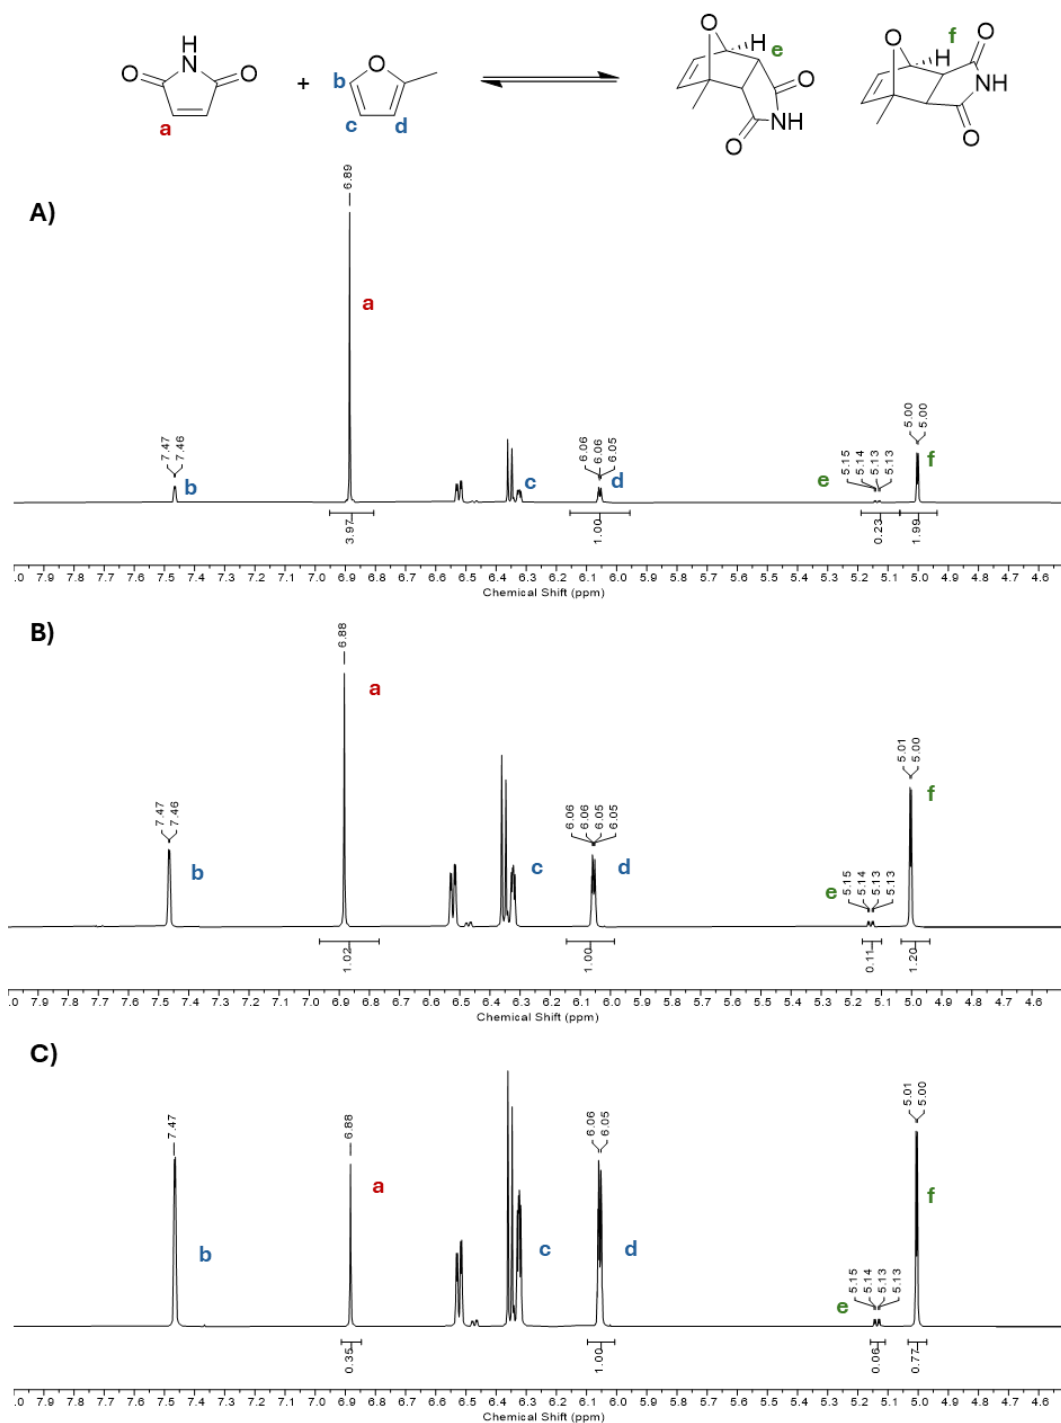 H
N
O
O
a
+
b
O
c
d
O
H
e
O
NH
O
O
H
f
O
NH
O
A)
6.89
a
7.47
7.46
b
c
6.06
6.06
6.05
d
e
5.15
5.14
5.13
5.13
5.00
5.00
f
3.97
1.00
0.23
1.99
.0 7.9 7.8 7.7 7.6 7.5 7.4 7.3 7.2 7.1 7.0 6.9 6.8 6.7 6.6 6.5 6.4 6.3 6.2 6.1 6.0 5.9 5.8 5.7 5.6 5.5 5.4 5.3 5.2 5.1 5.0 4.9 4.8 4.7 4.6
Chemical Shift (ppm)
B)
6.88
a
7.47
7.46
b
c
6.06
6.06
6.05
6.05
d
e
5.15
5.14
5.13
5.13
5.01
5.00
f
1.02
1.00
0.11
1.20
.0 7.9 7.8 7.7 7.6 7.5 7.4 7.3 7.2 7.1 7.0 6.9 6.8 6.7 6.6 6.5 6.4 6.3 6.2 6.1 6.0 5.9 5.8 5.7 5.6 5.5 5.4 5.3 5.2 5.1 5.0 4.9 4.8 4.7 4.6
Chemical Shift (ppm)
C)
7.47
b
6.88
a
c
6.06
6.05
d
e
5.15
5.14
5.13
5.13
5.01
5.00
f
0.35
1.00
0.06
0.77
.0 7.9 7.8 7.7 7.6 7.5 7.4 7.3 7.2 7.1 7.0 6.9 6.8 6.7 6.6 6.5 6.4 6.3 6.2 6.1 6.0 5.9 5.8 5.7 5.6 5.5 5.4 5.3 5.2 5.1 5.0 4.9 4.8 4.7 4.6
Chemical Shift (ppm)